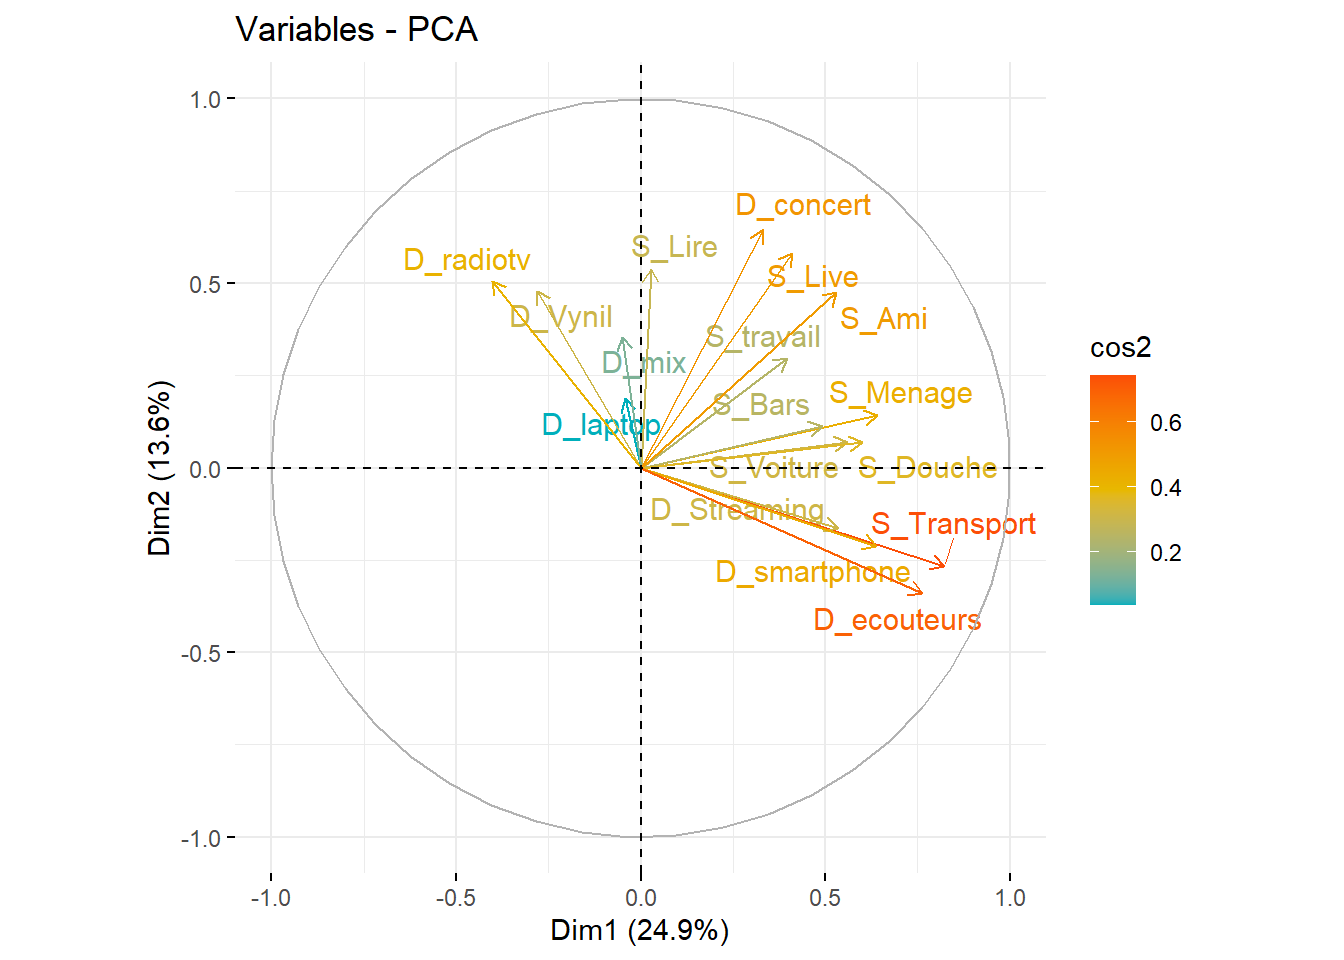 Variables - PCA
1.0
D_concert
S_Lire
D_radiotv
S_Live
0.5
D_Vynil
S_Ami
S_travail
cos2
D_mix
S_Menage
S_Bars
0.6
D_laptop
Dim2 (13.6%)
0.0
S_Voiture
S_Douche
0.4
D_Streaming
S_Transport
0.2
D_smartphone
D_ecouteurs
-0.5
-1.0
-1.0
-0.5
0.0
0.5
1.0
Dim1 (24.9%)